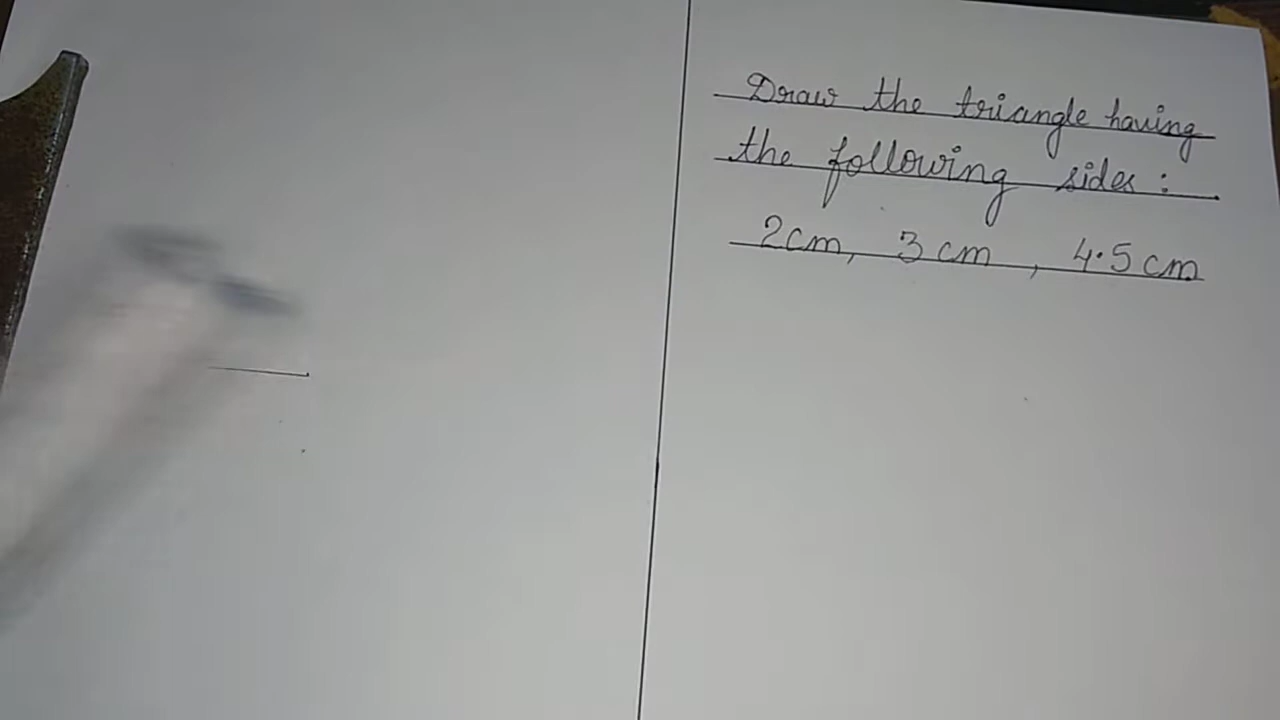 Draw the triangle having
the following sides :
2cm, 3 cm , 4.5 cm